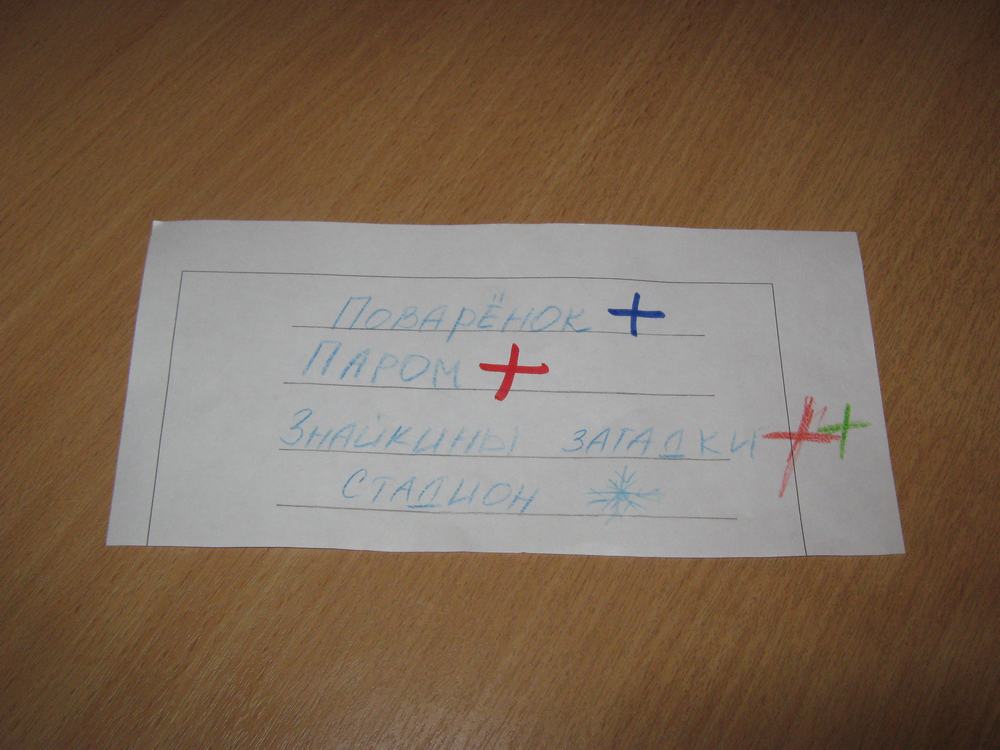 Поварёнок +
Паром +
Знайкины загадки ++
Стадион